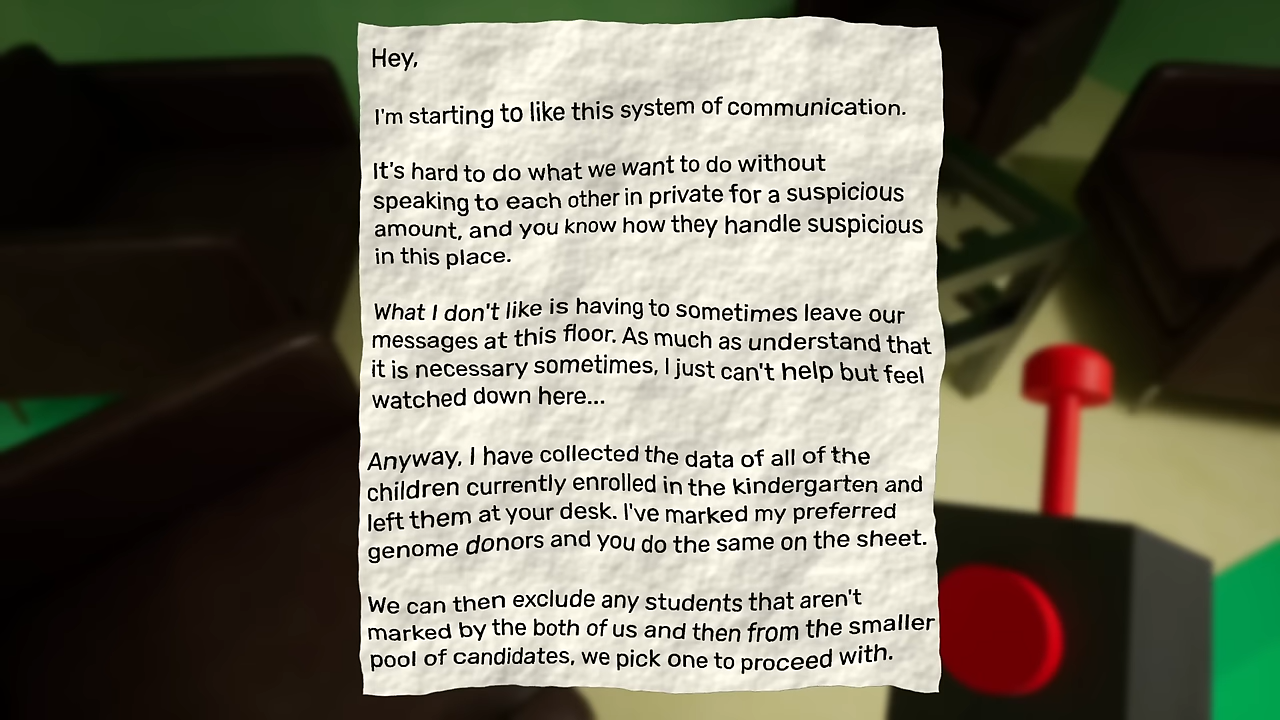 Hey,
I'm starting to like this system of communication.
It's hard to do what we want to do without
speaking to each other in private for a suspicious
amount, and you know how they handle suspicious
in this place.
What I don't like is having to sometimes leave our
messages at this floor. As much as understand that
it is necessary sometimes, I just can't help but feel
watched down here...
Anyway, I have collected the data of all of the
children currently enrolled in the kindergarten and
left them at your desk. I've marked my preferred
genome donors and you do the same on the sheet.
We can then exclude any students that aren't
marked by the both of us and then from the smaller
pool of candidates, we pick one to proceed with.